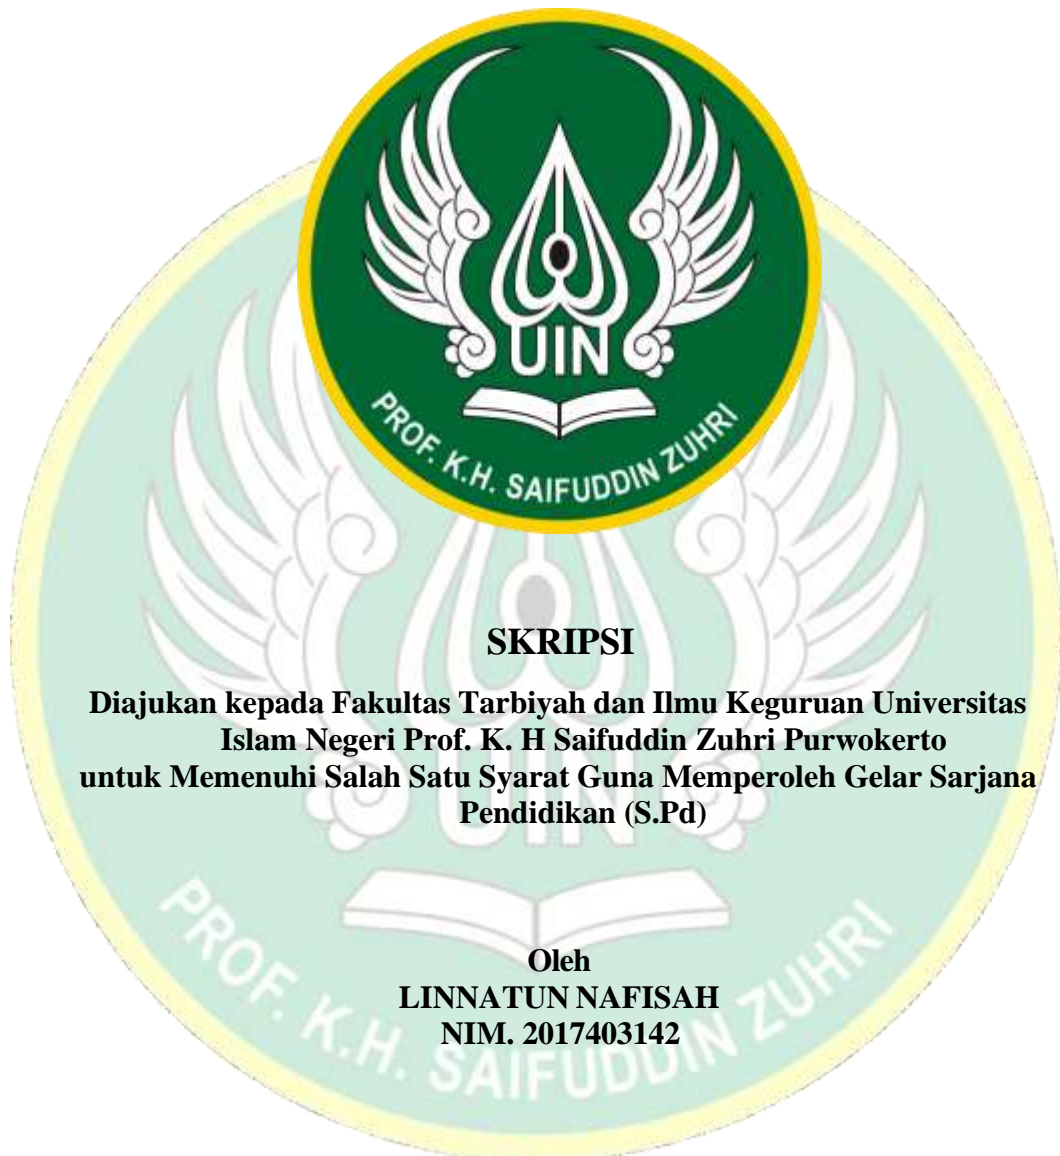 UIN
PROF. K.H. SAIFUDDIN ZUHRI
SKRIPSI
Diajukan kepada Fakultas Tarbiyah dan Ilmu Keguruan Universitas
Islam Negeri Prof. K. H Saifuddin Zuhri Purwokerto
untuk Memenuhi Salah Satu Syarat Guna Memperoleh Gelar Sarjana
Pendidikan (S.Pd)
UIN
Oleh
LINNATUN NAFISAH
NIM. 2017403142
PROF. K.H. SAIFUDDIN ZUHRI